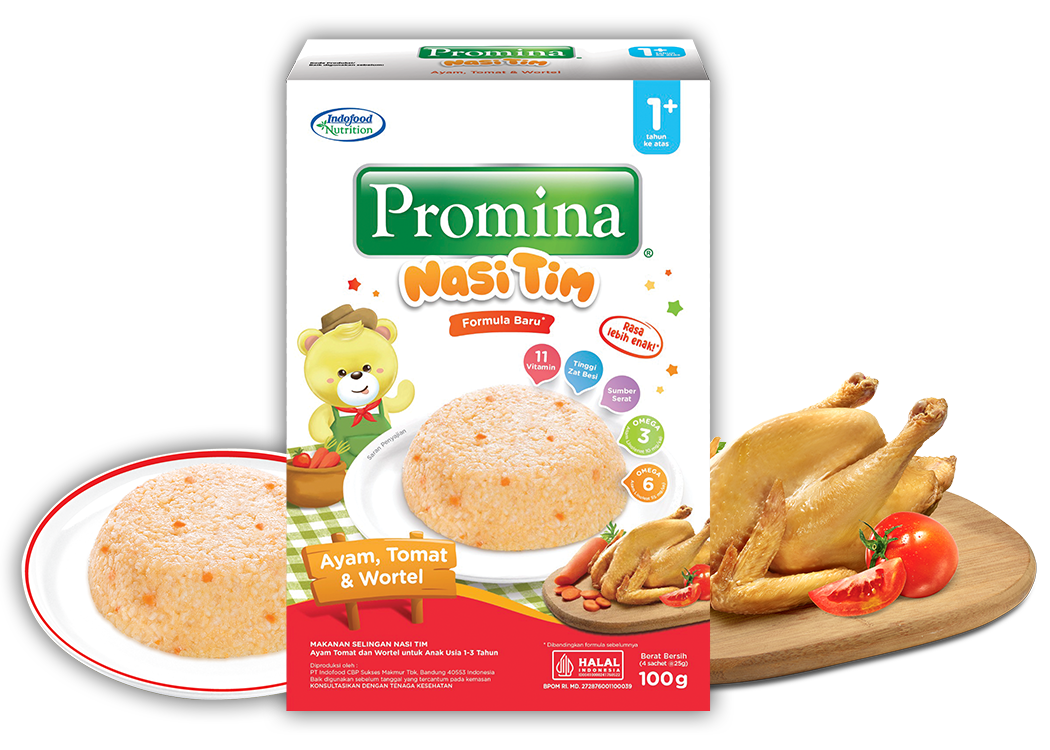 Promina
Nasi Tim
Ayam, Tomat & Wortel
1+
Indofood
Nutrition
1+
tahun
ke atas
Promina
®
Nasi Tim
Formula Baru*
Rasa
lebih enak!*
11
Vitamin
Tinggi
Zat Besi
Sumber
Serat
OMEGA
3
OMEGA
6
Saran Penyajian
Ayam, Tomat
& Wortel
MAKANAN SELINGAN NASI TIM
Ayam Tomat dan Wortel untuk Anak Usia 1-3 Tahun
Diproduksi oleh :
PT Indofood CBP Sukses Makmur Tbk, Bandung 40553 Indonesia
Baik digunakan sebelum tanggal yang tercantum pada kemasan
KONSULTASIKAN DENGAN TENAGA KESEHATAN
* Dibandingkan formula sebelumnya
HALAL
INDONESIA
BPOM RI. MD. 272876001100039
Berat Bersih
(4 sachet @25g)
100g